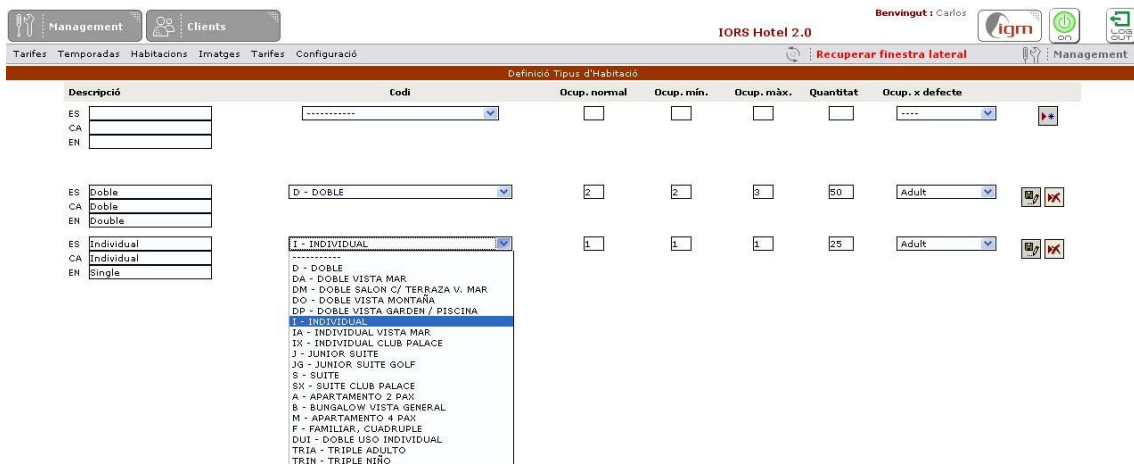 Management
Clients
Benvingut : Carlos
IORS Hotel 2.0
igm
on
LOG OUT
Tarifes Temporadas Habitacions Imatges Tarifes Configuració
Recuperar finestra lateral
Management
Definició Tipus d'Habitació
Descripció Codi Ocup. normal Ocup. mín. Ocup. màx. Quantitat Ocup. x defecte
ES ----------- ----
CA
EN
ES Doble D - DOBLE 2 2 3 50 Adult
CA Doble
EN Double
ES Individual I - INDIVIDUAL 1 1 1 25 Adult
CA Individual
EN Single
-----------
D - DOBLE
DA - DOBLE VISTA MAR
DM - DOBLE SALON C/ TERRAZA V. MAR
DO - DOBLE VISTA MONTAÑA
DP - DOBLE VISTA GARDEN / PISCINA
I - INDIVIDUAL
IA - INDIVIDUAL VISTA MAR
IX - INDIVIDUAL CLUB PALACE
J - JUNIOR SUITE
JG - JUNIOR SUITE GOLF
S - SUITE
SX - SUITE CLUB PALACE
A - APARTAMENTO 2 PAX
B - BUNGALOW VISTA GENERAL
M - APARTAMENTO 4 PAX
F - FAMILIAR, CUADRUPLE
DUI - DOBLE USO INDIVIDUAL
TRIA - TRIPLE ADULTO
TRIN - TRIPLE NIÑO